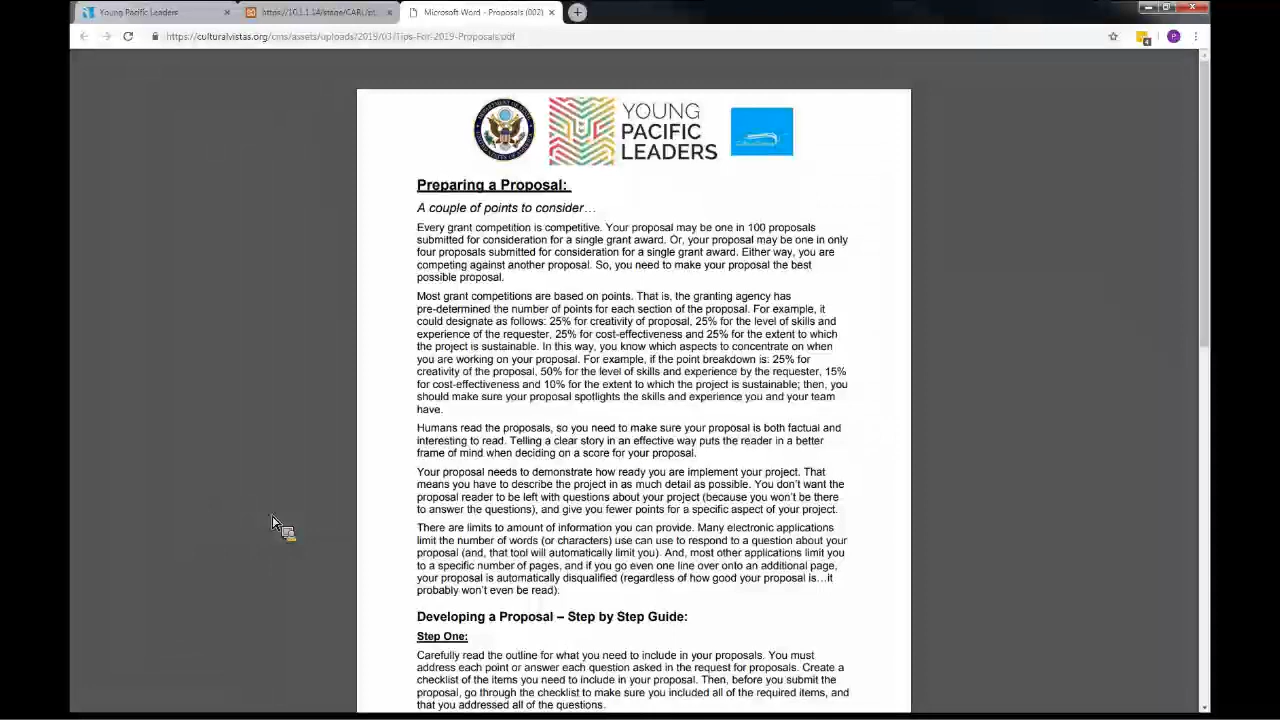 Young Pacific Leaders
Microsoft Word - Proposals (002)
https://culturalvistas.org/cms/assets/uploads/2019/03/Tips-For-2019-Proposals.pdf
P
YOUNG
PACIFIC
LEADERS
Preparing a Proposal:
A couple of points to consider…
Every grant competition is competitive. Your proposal may be one in 100 proposals
submitted for consideration for a single grant award. Or, your proposal may be one in only
four proposals submitted for consideration for a single grant award. Either way, you are
competing against another proposal. So, you need to make your proposal the best
possible proposal.
Most grant competitions are based on points. That is, the granting agency has
pre-determined the number of points for each section of the proposal. For example, it
could designate as follows: 25% for creativity of proposal, 25% for the level of skills and
experience of the requester, 25% for cost-effectiveness and 25% for the extent to which
the project is sustainable. In this way, you know which aspects to concentrate on when
you are working on your proposal. For example, if the point breakdown is: 25% for
creativity of the proposal, 50% for the level of skills and experience by the requester, 15%
for cost-effectiveness and 10% for the extent to which the project is sustainable; then, you
should make sure your proposal spotlights the skills and experience you and your team
have.
Humans read the proposals, so you need to make sure your proposal is both factual and
interesting to read. Telling a clear story in an effective way puts the reader in a better
frame of mind when deciding on a score for your proposal.
Your proposal needs to demonstrate how ready you are implement your project. That
means you have to describe the project in as much detail as possible. You don't want the
proposal reader to be left with questions about your project (because you won't be there
to answer the questions), and give you fewer points for a specific aspect of your project.
There are limits to amount of information you can provide. Many electronic applications
limit the number of words (or characters) use can use to respond to a question about your
proposal (and, that tool will automatically limit you). And, most other applications limit you
to a specific number of pages, and if you go even one line over onto an additional page,
your proposal is automatically disqualified (regardless of how good your proposal is…it
probably won't even be read).
Developing a Proposal – Step by Step Guide:
Step One:
Carefully read the outline for what you need to include in your proposals. You must
address each point or answer each question asked in the request for proposals. Create a
checklist of the items you need to include in your proposal. Then, before you submit the
proposal, go through the checklist to make sure you included all of the required items, and
that you addressed all of the questions.